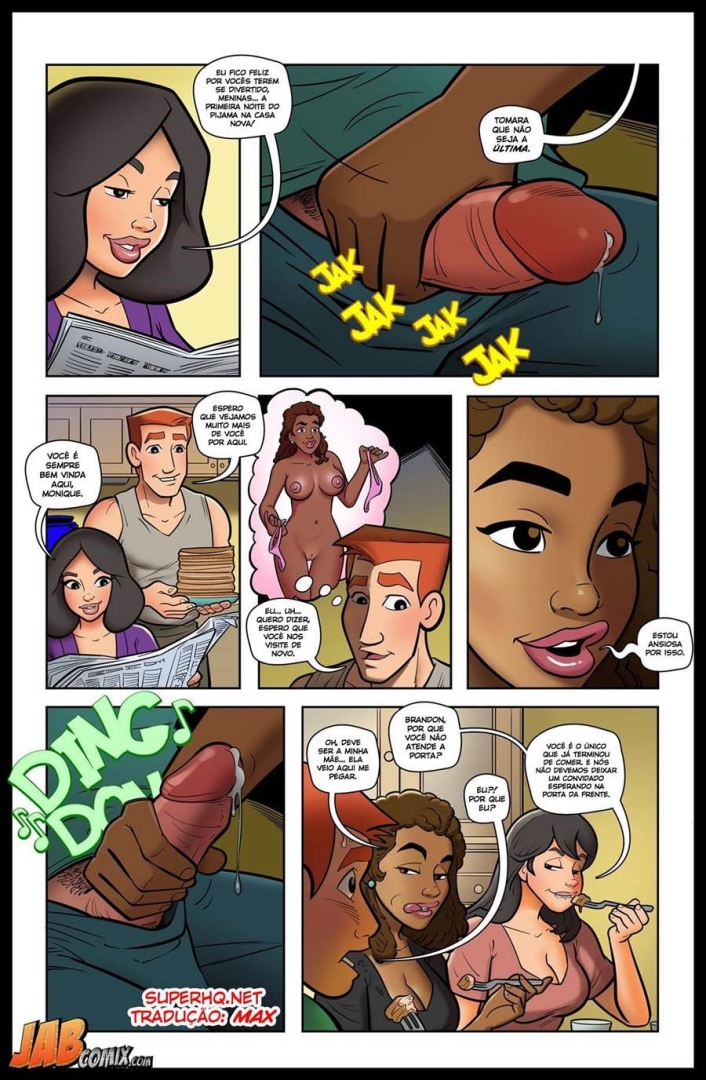 EU FICO FELIZ
POR VOCÊS TEREM
SE DIVERTIDO,
MENINAS... A
PRIMEIRA NOITE DO
PIJAMA NA CASA
NOVA!
TOMARA
QUE NÃO
SEJA A
ÚLTIMA.
JAK
JAK
JAK
JAK
VOCÊ É
SEMPRE
BEM VINDA
AQUI,
MONIQUE.
ESPERO
QUE VEJAMOS
MUITO MAIS
DE VOCÊ
POR AQUI.
EU... UH...
QUERO DIZER,
ESPERO QUE
VOCÊ NOS
VISITE DE
NOVO.
ESTOU
ANSIOSA
POR ISSO.
DING
OH, DEVE
SER A MINHA
MÃE... ELA
VEIO AQUI ME
PEGAR.
BRANDON,
POR QUE
VOCÊ NÃO
ATENDE A
PORTA?
EU?!
POR QUE
EU?
VOCÊ É O ÚNICO
QUE JÁ TERMINOU
DE COMER. E NÓS
NÃO DEVEMOS DEIXAR
UM CONVIDADO
ESPERANDO NA
PORTA DA FRENTE.
SUPERHQ.NET
TRADUÇÃO: MAX
JABCOMIX.COM